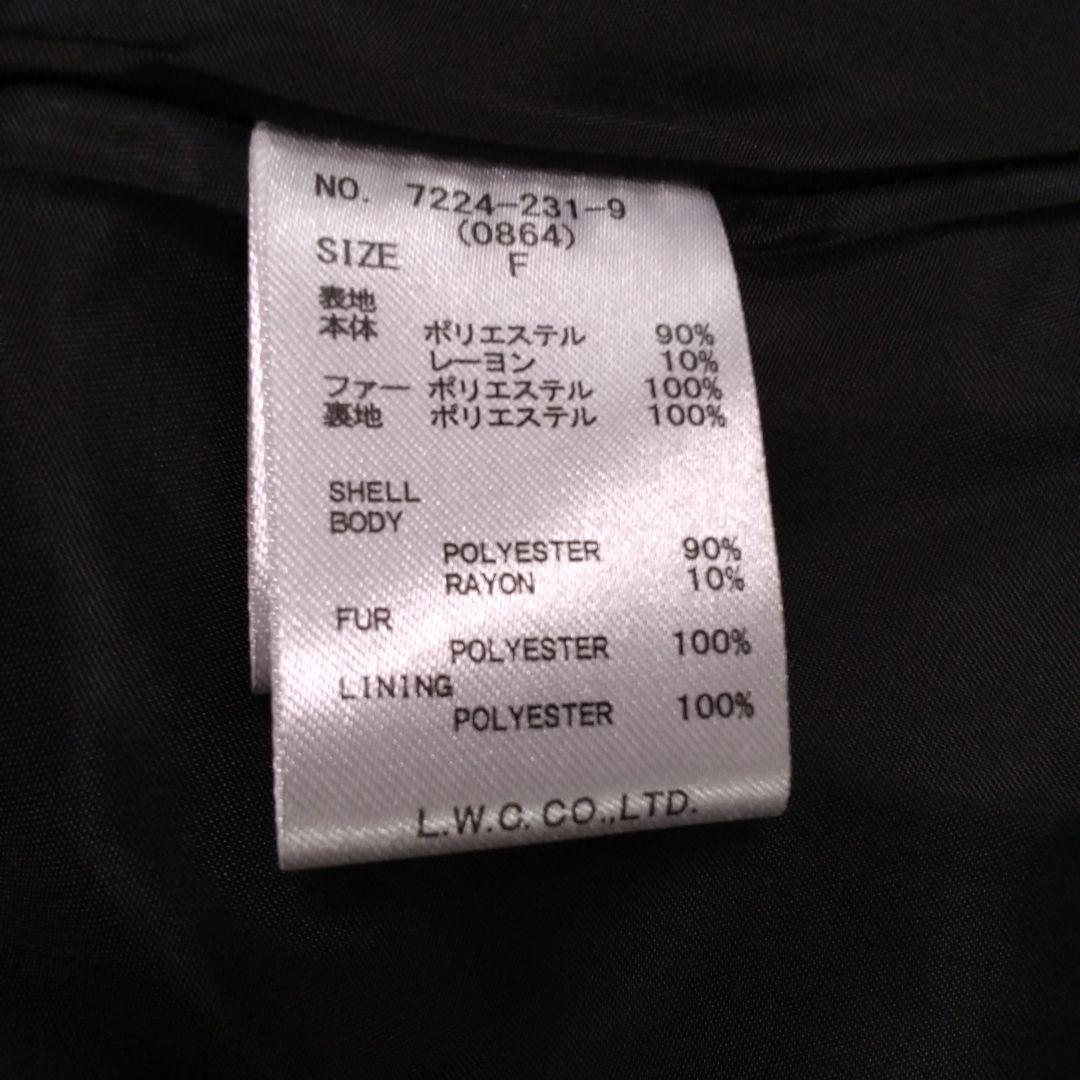 NO. 7224-231-9
(0864)
SIZE F
表地
本体 ポリエステル 90%
レーヨン 10%
ファー ポリエステル 100%
裏地 ポリエステル 100%
SHELL
BODY
POLYESTER 90%
RAYON 10%
FUR
POLYESTER 100%
LINING
POLYESTER 100%
L.W.C. CO.,LTD.